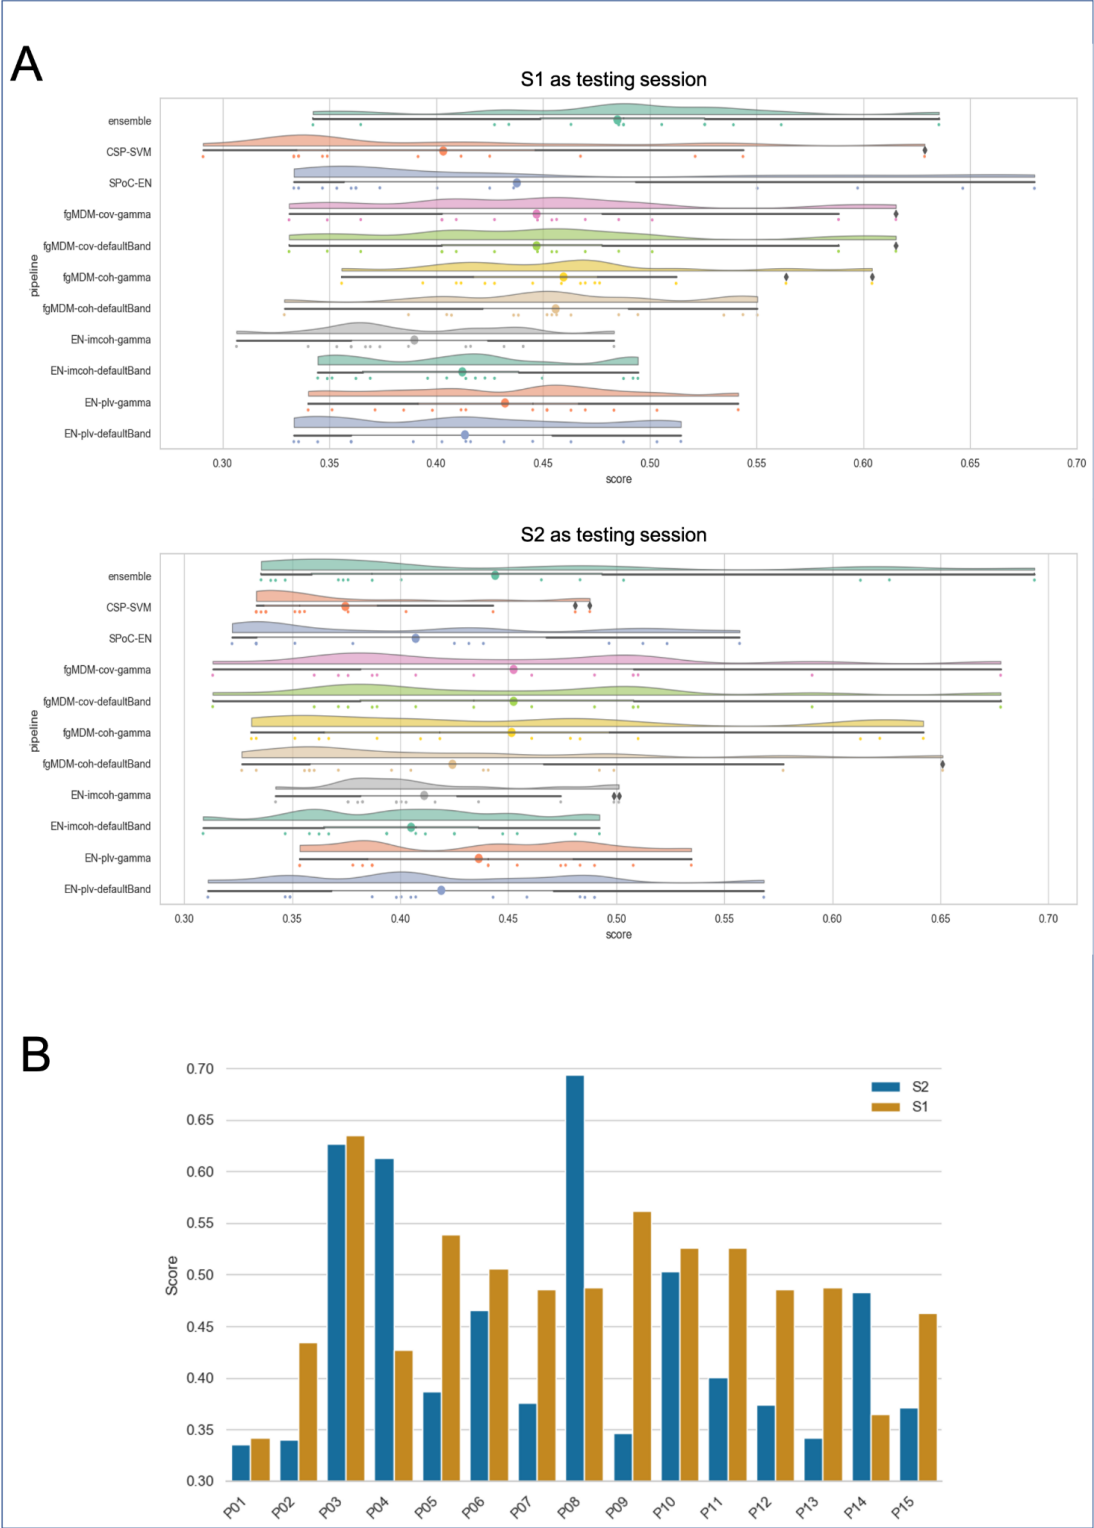 A
S1 as testing session
ensemble
CSP-SVM
SPoC-EN
fgMDM-cov-gamma
fgMDM-cov-defaultBand
fgMDM-coh-gamma
fgMDM-coh-defaultBand
EN-imcoh-gamma
EN-imcoh-defaultBand
EN-plv-gamma
EN-plv-defaultBand
pipeline
0.30 0.35 0.40 0.45 0.50 0.55 0.60 0.65 0.70
score
S2 as testing session
ensemble
CSP-SVM
SPoC-EN
fgMDM-cov-gamma
fgMDM-cov-defaultBand
fgMDM-coh-gamma
fgMDM-coh-defaultBand
EN-imcoh-gamma
EN-imcoh-defaultBand
EN-plv-gamma
EN-plv-defaultBand
pipeline
0.30 0.35 0.40 0.45 0.50 0.55 0.60 0.65 0.70
score
B
0.70
0.65
0.60
0.55
0.50
0.45
0.40
0.35
0.30
Score
S2
S1
P01 P02 P03 P04 P05 P06 P07 P08 P09 P10 P11 P12 P13 P14 P15